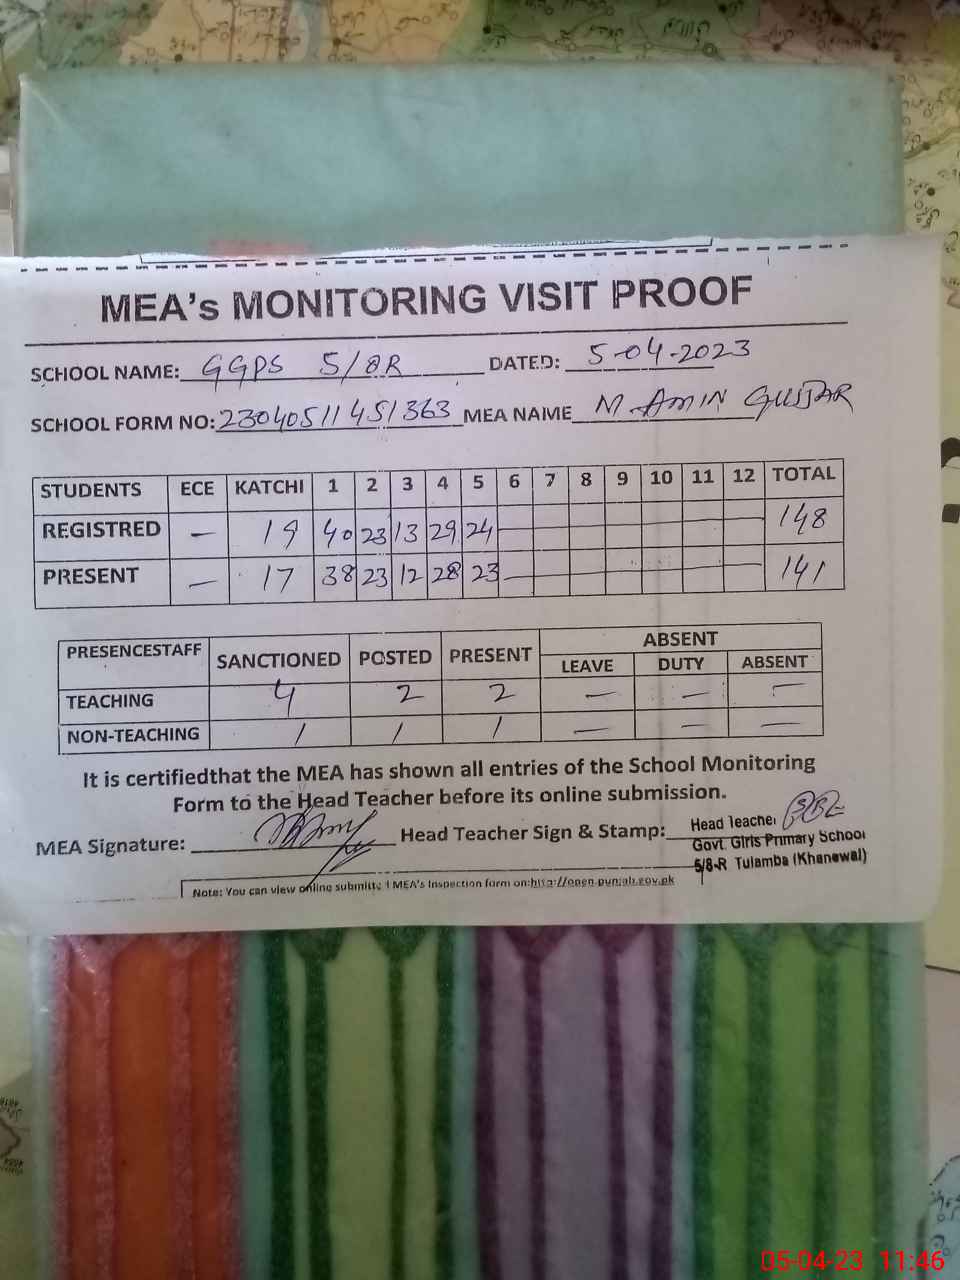 MEA's MONITORING VISIT PROOF
SCHOOL NAME: GGPS 5/8R DATED: 5-04-2023
SCHOOL FORM NO: 23040511451363 MEA NAME M. AMIN GUJJAR
STUDENTS ECE KATCHI 1 2 3 4 5 6 7 8 9 10 11 12 TOTAL
REGISTRED — 19 40 23 13 29 24 148
PRESENT — 17 38 23 12 28 23 141
PRESENCESTAFF SANCTIONED POSTED PRESENT ABSENT
LEAVE DUTY ABSENT
TEACHING 4 2 2 — — —
NON-TEACHING 1 1 1 — — —
It is certifiedthat the MEA has shown all entries of the School Monitoring
Form to the Head Teacher before its online submission.
MEA Signature: Head Teacher Sign & Stamp: Head Teacher
Govt. Girls Primary School
5/8-R Tulamba (Khanewal)
Note: You can view online submitted MEA's Inspection form on:http://open.punjab.gov.pk
05-04-23 11:46